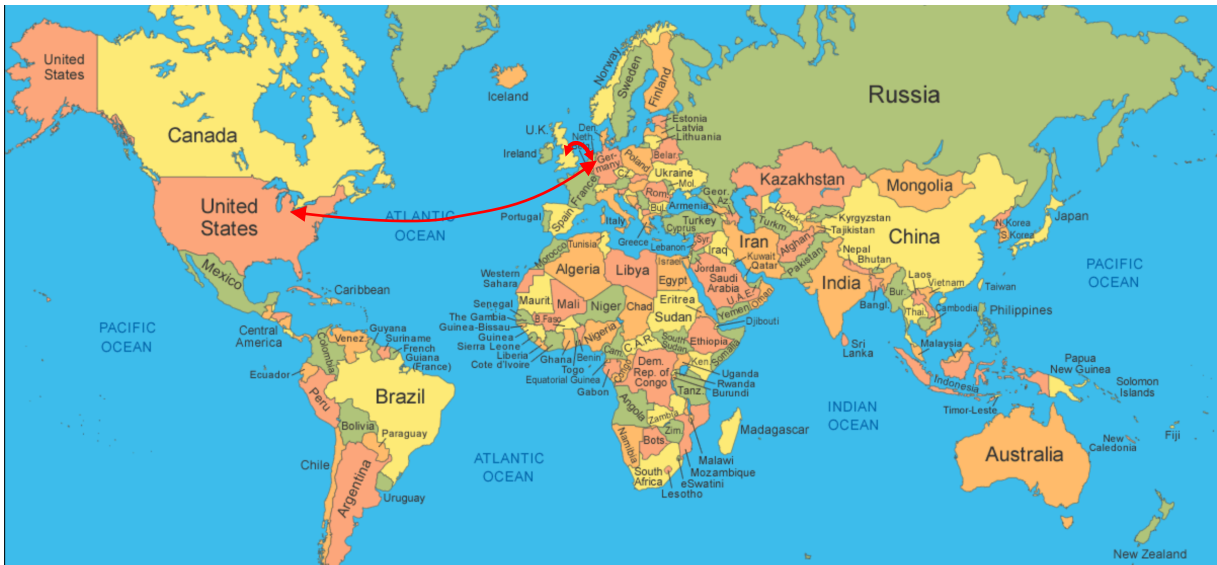 United
States
Canada
Iceland
Norway
Sweden
Finland
Russia
Estonia
Latvia
Lithuania
U.K.
Ireland
Den.
Neth.
Ger-
many
Poland
Belar.
Ukraine
Mol.
France
Rom.
Bul.
Italy
Spain
Portugal
Greece
Turkey
Cyprus
Geor.
Az.
Armenia
Kazakhstan
Mongolia
Uzbek.
Turkm.
Kyrgyzstan
Tajikistan
China
N. Korea
S. Korea
Japan
United
States
ATLANTIC
OCEAN
Mexico
Caribbean
Central
America
PACIFIC
OCEAN
Morocco
Tunisia
Algeria
Libya
Egypt
Israel
Lebanon
Syr.
Iraq
Jordan
Saudi
Arabia
Kuwait
Qatar
U.A.E.
Oman
Yemen
Iran
Afghan.
Pakistan
India
Nepal
Bhutan
Bangl.
Bur.
Laos
Vietnam
Thai.
Cambodia
Taiwan
Philippines
PACIFIC
OCEAN
Western
Sahara
Maurit.
Mali
Niger
Chad
Sudan
Eritrea
Djibouti
Senegal
The Gambia
Guinea-Bissau
Guinea
Sierra Leone
Liberia
Cote d'Ivoire
B.Faso
Ghana
Togo
Benin
Nigeria
Cam.
Equatorial Guinea
Gabon
Congo
C.A.R.
South
Sudan
Ethiopia
Somalia
Ken.
Uganda
Rwanda
Burundi
Dem.
Rep. of
Congo
Tanz.
Angola
Zambia
Zim.
Namibia
Bots.
South
Africa
Lesotho
eSwatini
Mozambique
Malawi
Madagascar
Sri
Lanka
Malaysia
Indonesia
Timor-Leste
Papua
New Guinea
Solomon
Islands
Fiji
New
Caledonia
INDIAN
OCEAN
Australia
New Zealand
Venez.
Guyana
Suriname
French
Guiana
(France)
Colombia
Ecuador
Peru
Brazil
Bolivia
Paraguay
Chile
Argentina
Uruguay
ATLANTIC
OCEAN